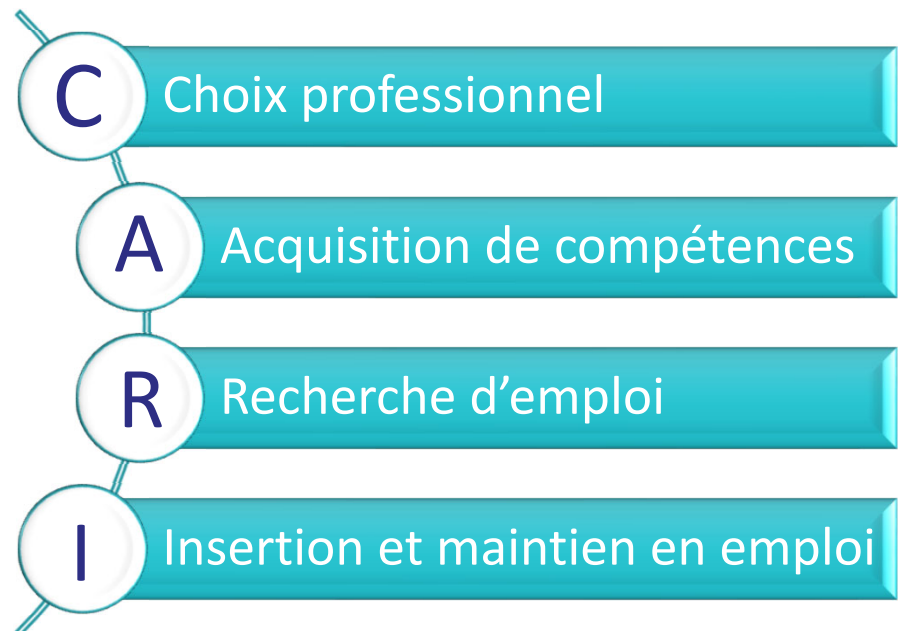 C Choix professionnel
A Acquisition de compétences
R Recherche d’emploi
I Insertion et maintien en emploi